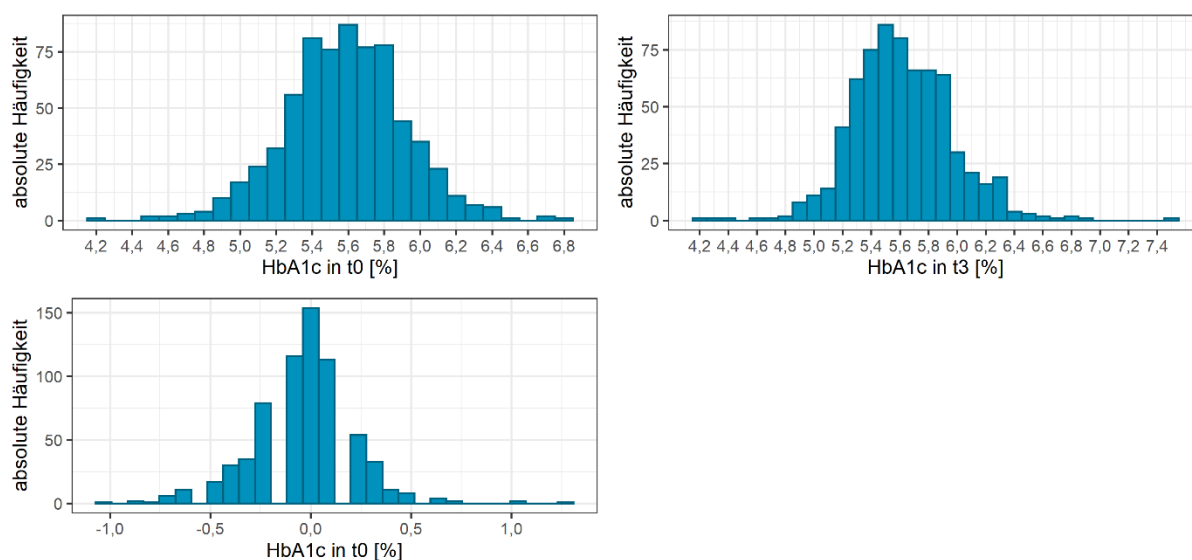 absolute Häufigkeit
75
50
25
0
4,2 4,4 4,6 4,8 5,0 5,2 5,4 5,6 5,8 6,0 6,2 6,4 6,6 6,8
HbA1c in t0 [%]
absolute Häufigkeit
75
50
25
0
4,2 4,4 4,6 4,8 5,0 5,2 5,4 5,6 5,8 6,0 6,2 6,4 6,6 6,8 7,0 7,2 7,4
HbA1c in t3 [%]
absolute Häufigkeit
150
100
50
0
-1,0 -0,5 0,0 0,5 1,0
HbA1c in t0 [%]